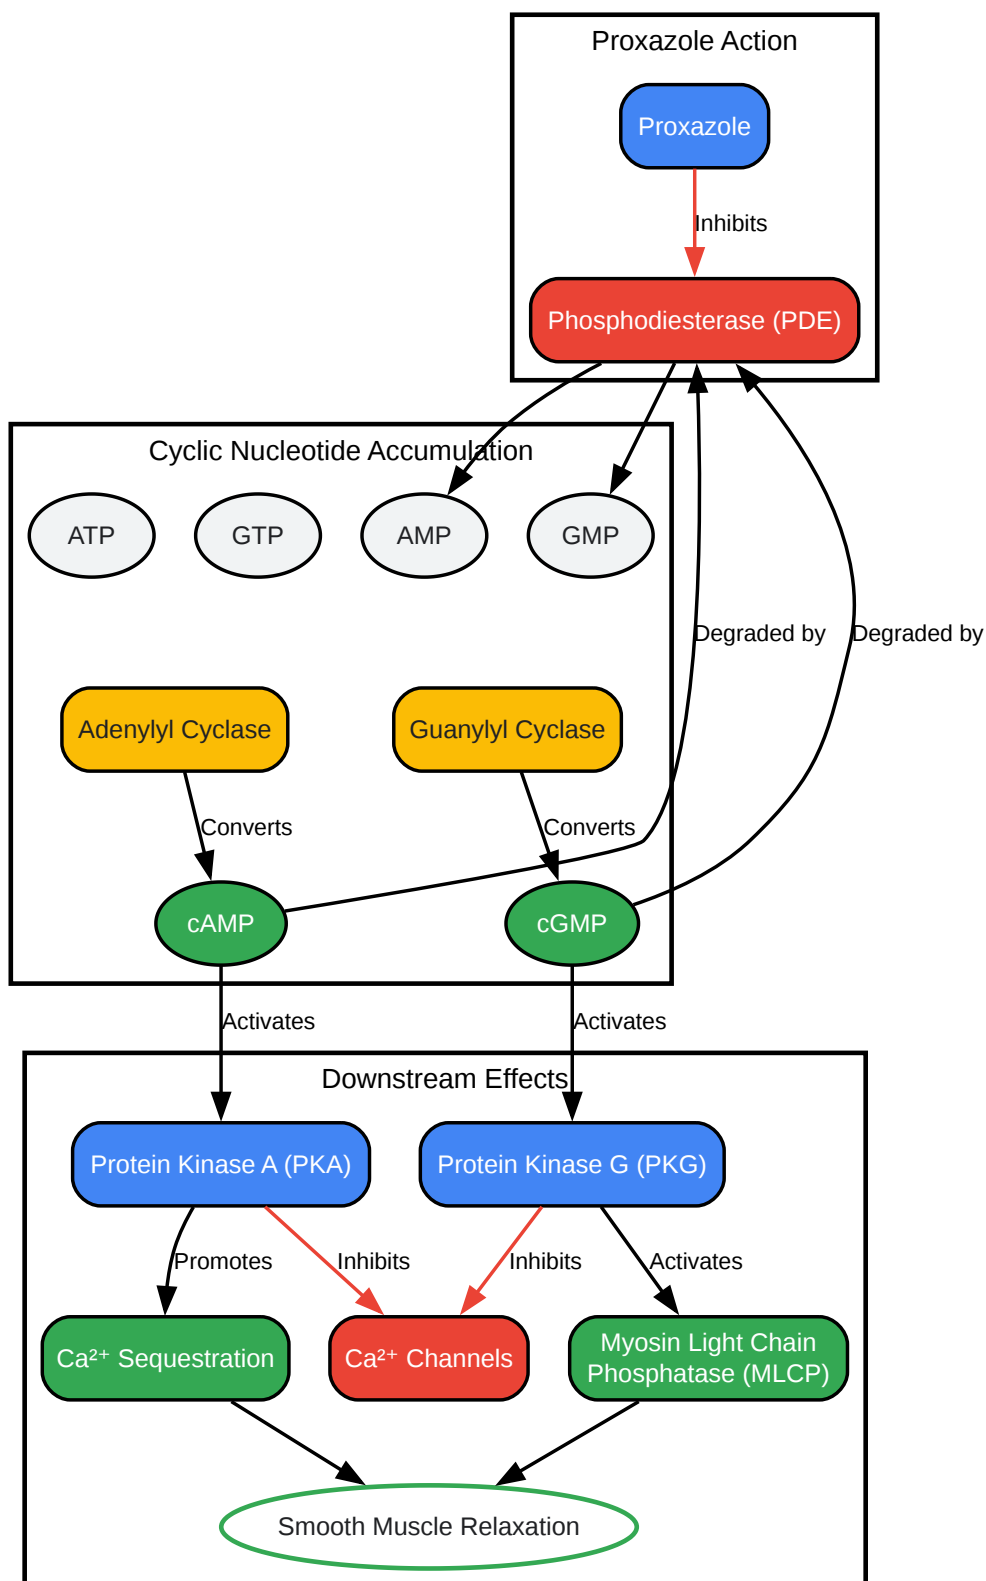 Proxazole Action
Proxazole
Inhibits
Phosphodiesterase (PDE)
Cyclic Nucleotide Accumulation
ATP
GTP
AMP
GMP
Degraded by
Degraded by
Adenylyl Cyclase
Guanylyl Cyclase
Converts
Converts
cAMP
cGMP
Activates
Activates
Downstream Effects
Protein Kinase A (PKA)
Protein Kinase G (PKG)
Promotes
Inhibits
Inhibits
Activates
Ca²⁺ Sequestration
Ca²⁺ Channels
Myosin Light Chain
Phosphatase (MLCP)
Smooth Muscle Relaxation